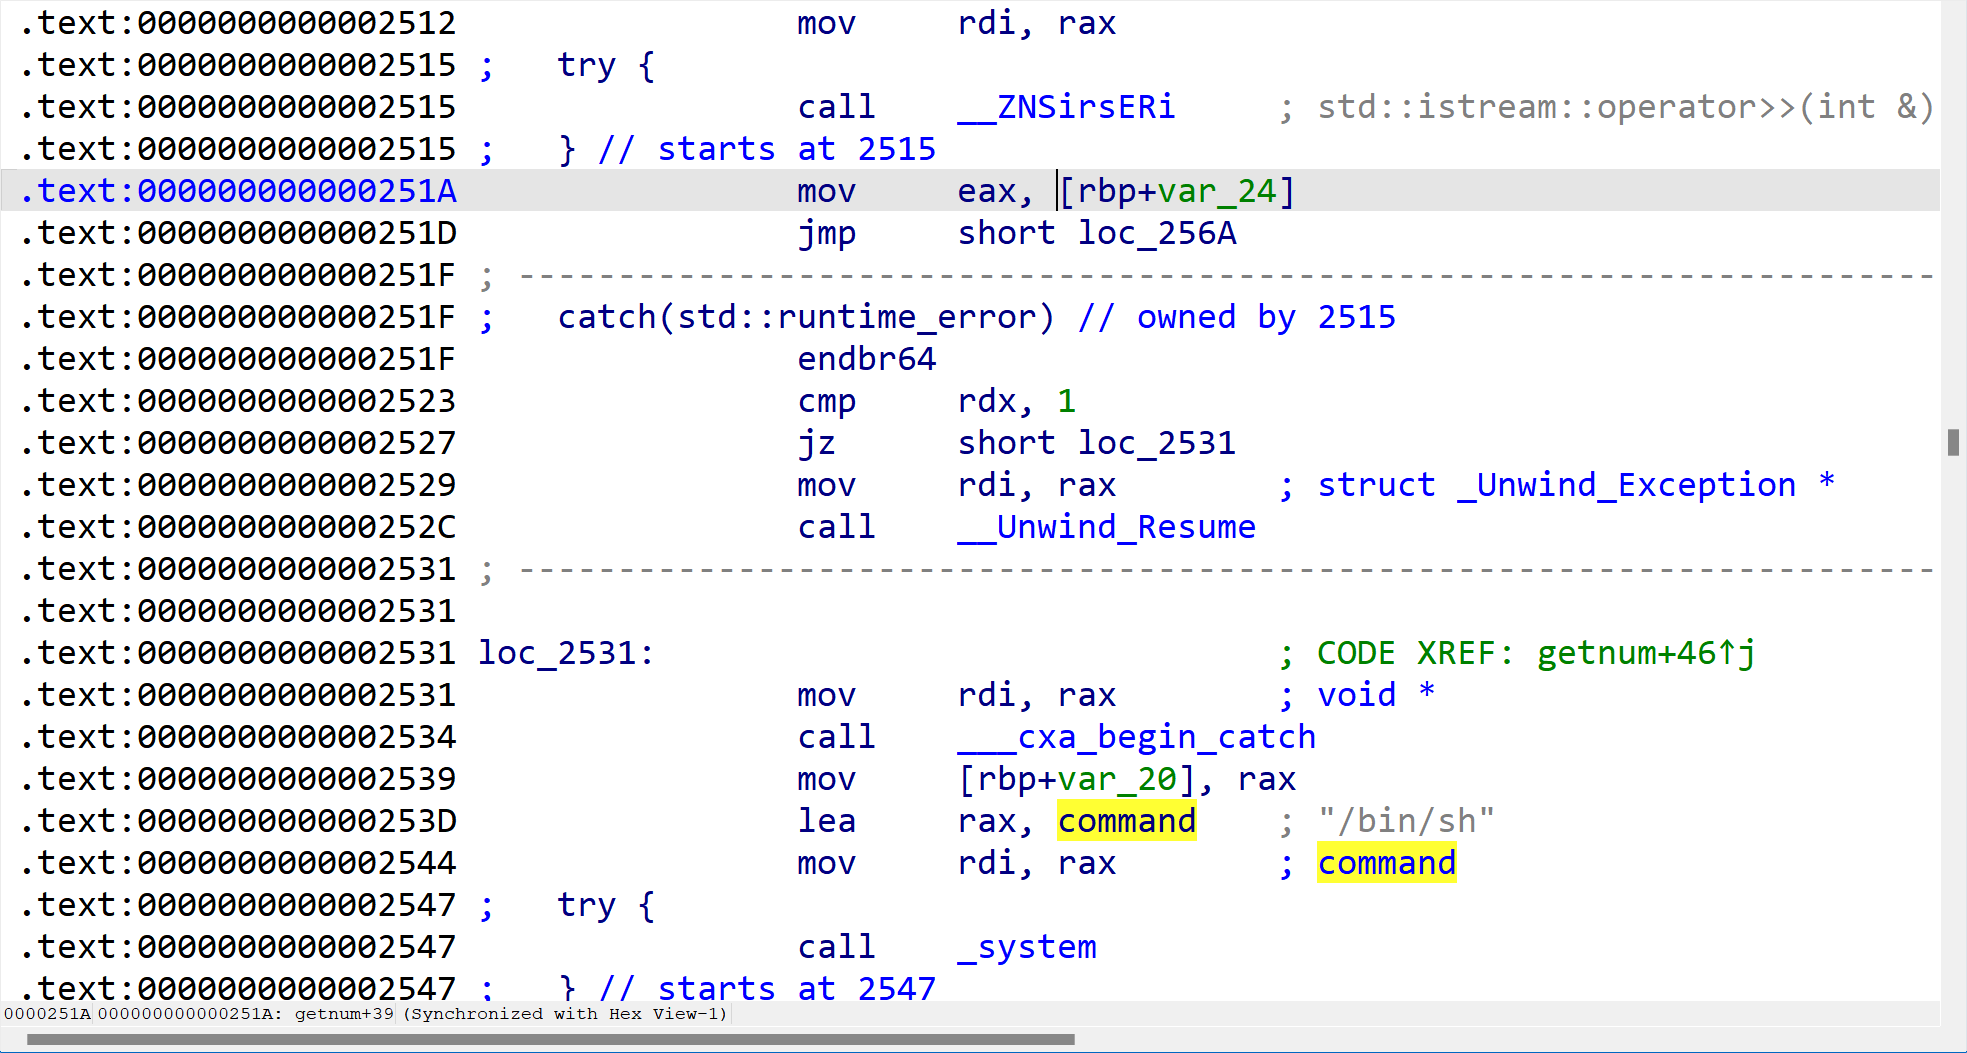 .text:0000000000002512 mov rdi, rax
.text:0000000000002515 ; try {
.text:0000000000002515 call __ZNSirsERi ; std::istream::operator>>(int &)
.text:0000000000002515 ; } // starts at 2515
.text:000000000000251A mov eax, [rbp+var_24]
.text:000000000000251D jmp short loc_256A
.text:000000000000251F ; -----------------------------------------------------------------------
.text:000000000000251F ; catch(std::runtime_error) // owned by 2515
.text:000000000000251F endbr64
.text:0000000000002523 cmp rdx, 1
.text:0000000000002527 jz short loc_2531
.text:0000000000002529 mov rdi, rax ; struct _Unwind_Exception *
.text:000000000000252C call __Unwind_Resume
.text:0000000000002531 ; -----------------------------------------------------------------------
.text:0000000000002531
.text:0000000000002531 loc_2531: ; CODE XREF: getnum+46↑j
.text:0000000000002531 mov rdi, rax ; void *
.text:0000000000002534 call ___cxa_begin_catch
.text:0000000000002539 mov [rbp+var_20], rax
.text:000000000000253D lea rax, command ; "/bin/sh"
.text:0000000000002544 mov rdi, rax ; command
.text:0000000000002547 ; try {
.text:0000000000002547 call _system
.text:0000000000002547 ; } // starts at 2547
0000251A 000000000000251A: getnum+39 (Synchronized with Hex View-1)